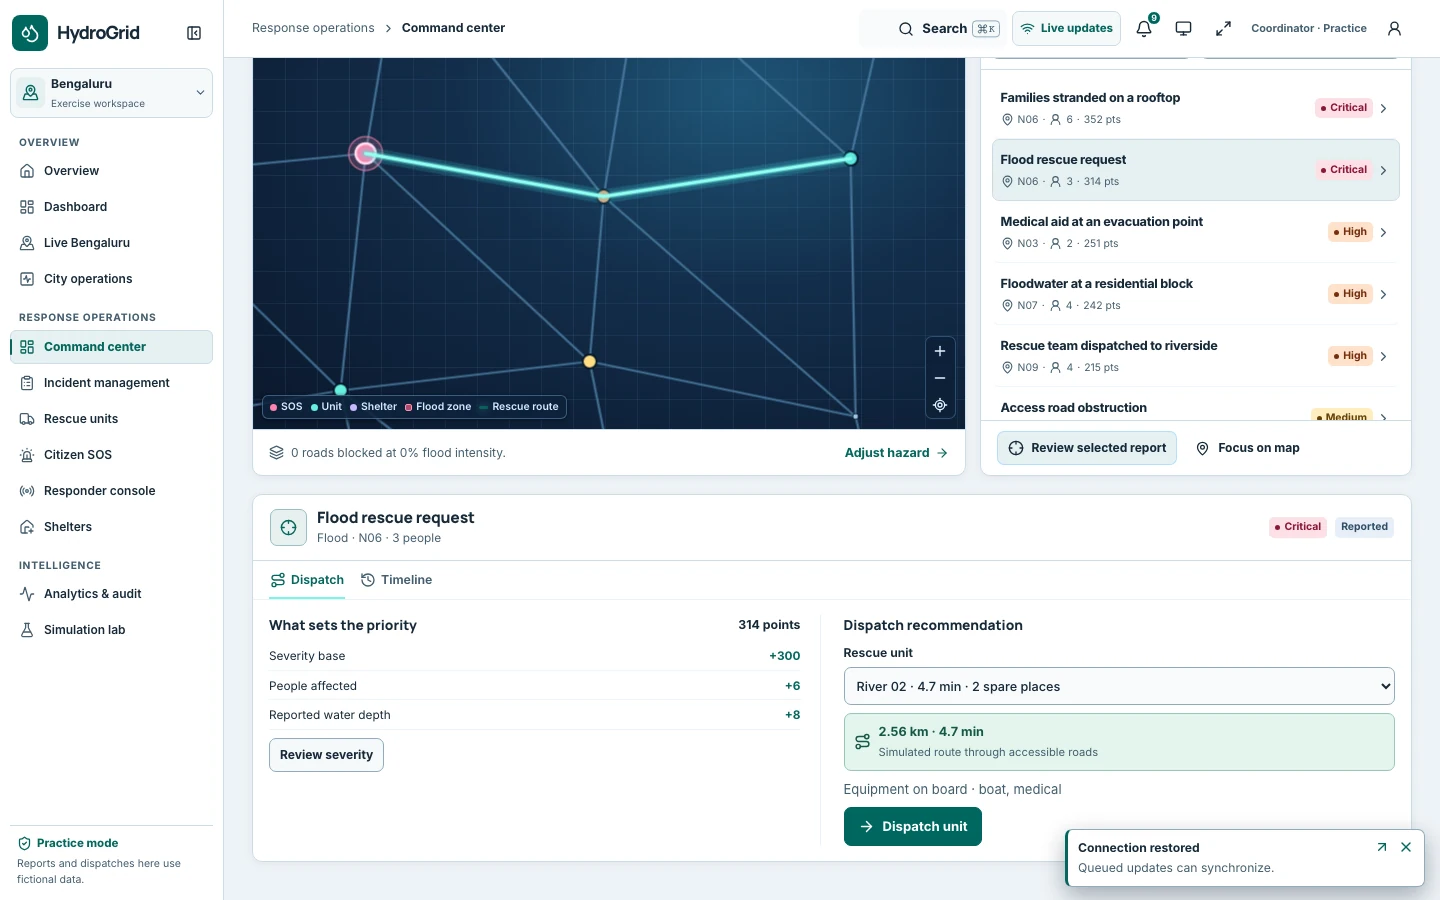 HydroGrid
Bengaluru
Exercise workspace
OVERVIEW
Overview
Dashboard
Live Bengaluru
City operations
RESPONSE OPERATIONS
Command center
Incident management
Rescue units
Citizen SOS
Responder console
Shelters
INTELLIGENCE
Analytics & audit
Simulation lab
Practice mode
Reports and dispatches here use
fictional data.
Response operations > Command center
Search ⌘K
Live updates
9
Coordinator · Practice
SOS Unit Shelter Flood zone Rescue route
+
−
0 roads blocked at 0% flood intensity.
Adjust hazard →
Families stranded on a rooftop
N06 · 6 · 352 pts
Critical
Flood rescue request
N06 · 3 · 314 pts
Critical
Medical aid at an evacuation point
N03 · 2 · 251 pts
High
Floodwater at a residential block
N07 · 4 · 242 pts
High
Rescue team dispatched to riverside
N09 · 4 · 215 pts
High
Access road obstruction
Medium
Review selected report
Focus on map
Flood rescue request
Flood · N06 · 3 people
Critical
Reported
Dispatch
Timeline
What sets the priority
314 points
Severity base +300
People affected +6
Reported water depth +8
Review severity
Dispatch recommendation
Rescue unit
River 02 · 4.7 min · 2 spare places
2.56 km · 4.7 min
Simulated route through accessible roads
Equipment on board · boat, medical
→ Dispatch unit
Connection restored
Queued updates can synchronize.